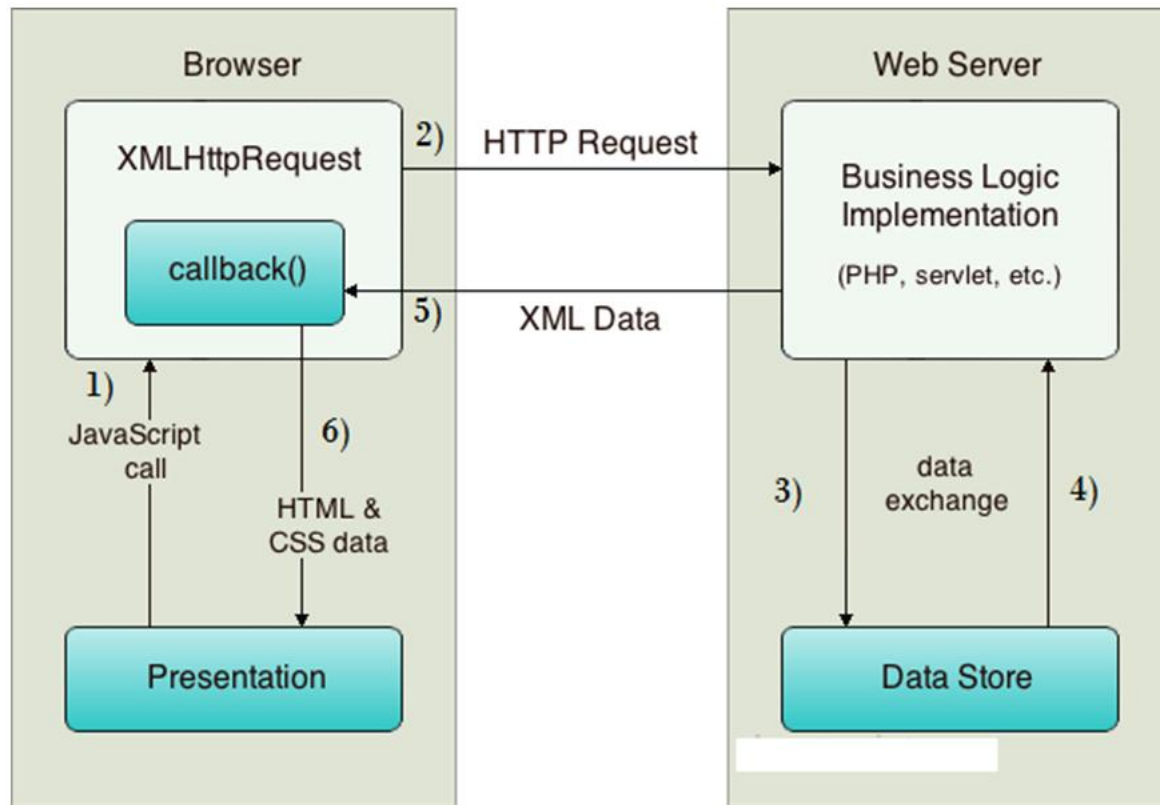 Browser
Web Server
XMLHttpRequest
2)
HTTP Request
Business Logic
Implementation
(PHP, servlet, etc.)
callback()
5)
XML Data
1)
JavaScript
call
6)
HTML &
CSS data
3)
data
exchange
4)
Presentation
Data Store